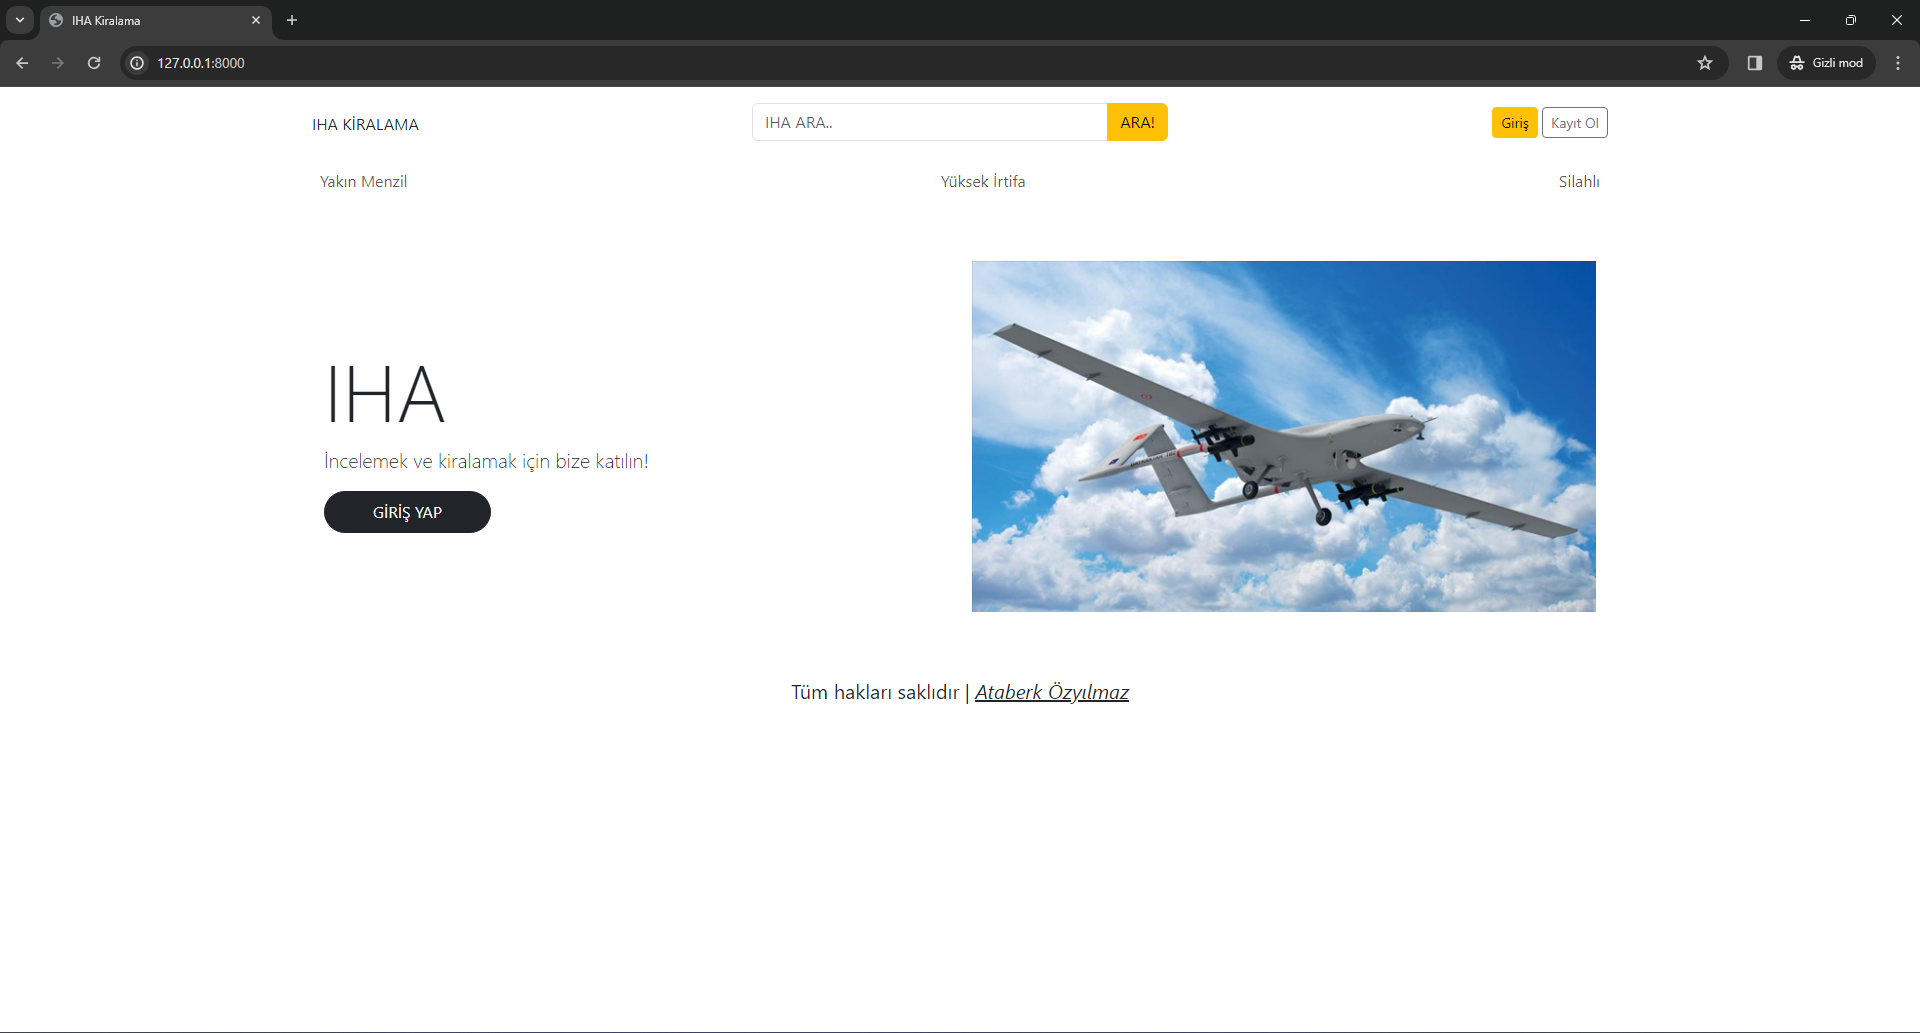 IHA Kiralama
127.0.0.1:8000
Gizli mod
IHA KİRALAMA
IHA ARA..
ARA!
Giriş
Kayıt Ol
Yakın Menzil
Yüksek İrtifa
Silahlı
IHA
İncelemek ve kiralamak için bize katılın!
GİRİŞ YAP
Tüm hakları saklıdır | Ataberk Özyılmaz